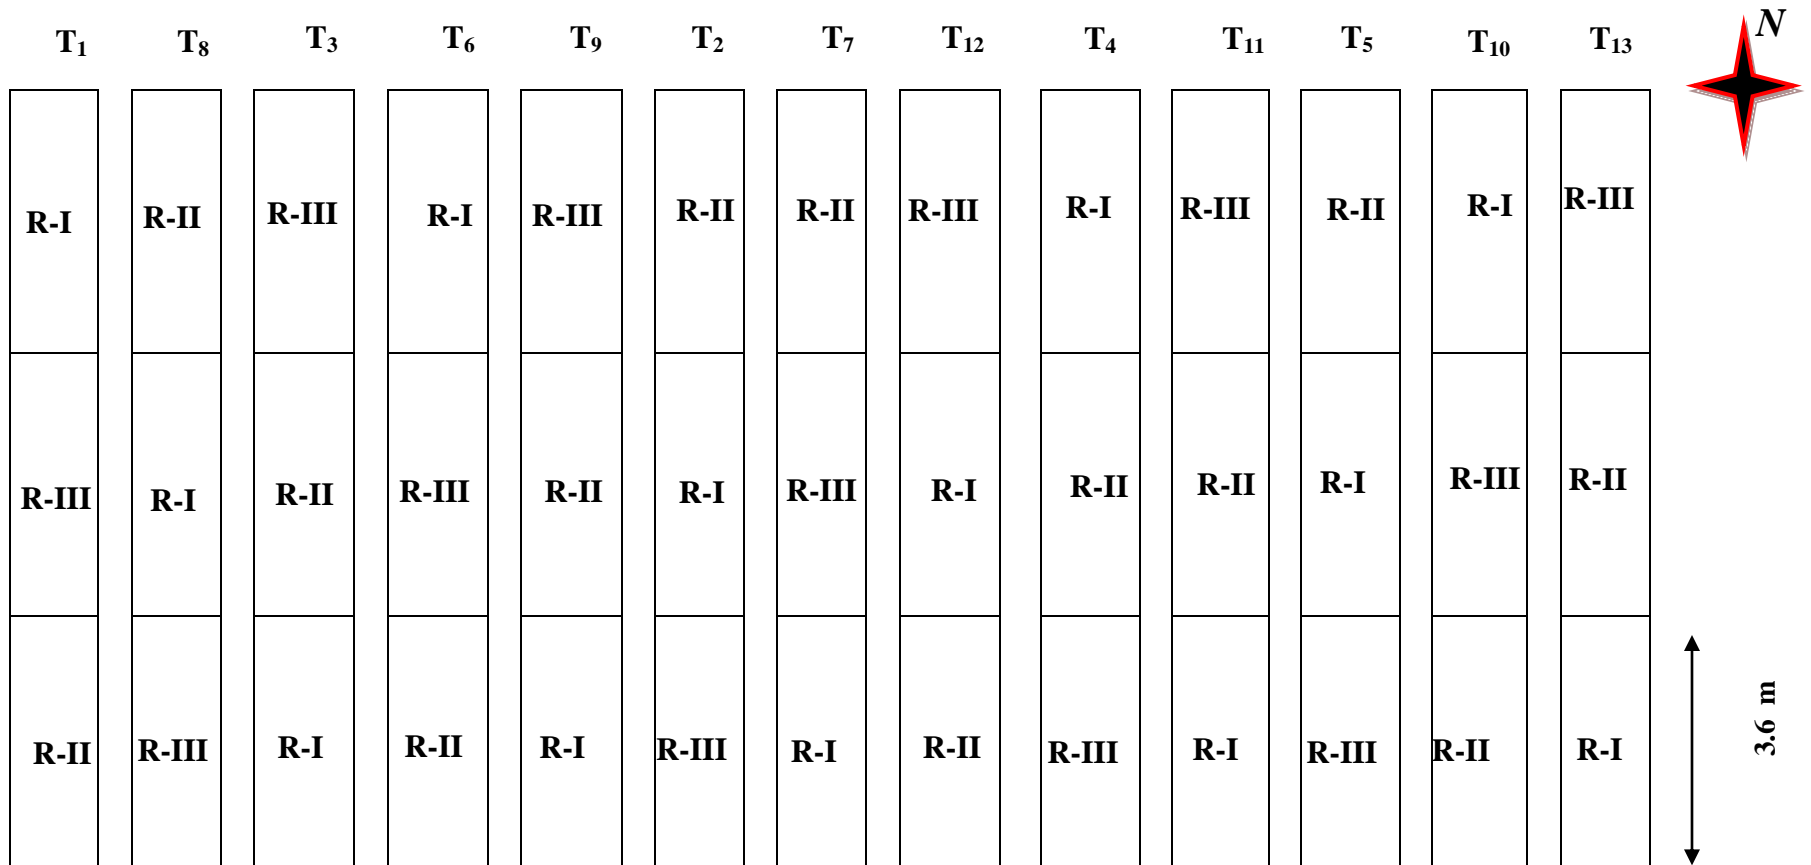 T1 T8 T3 T6 T9 T2 T7 T12 T4 T11 T5 T10 T13 N
R-I R-II R-III R-I R-III R-II R-II R-III R-I R-III R-II R-I R-III
R-III R-I R-II R-III R-II R-I R-III R-I R-II R-II R-I R-III R-II
R-II R-III R-I R-II R-I R-III R-I R-II R-III R-I R-III R-II R-I
3.6 m